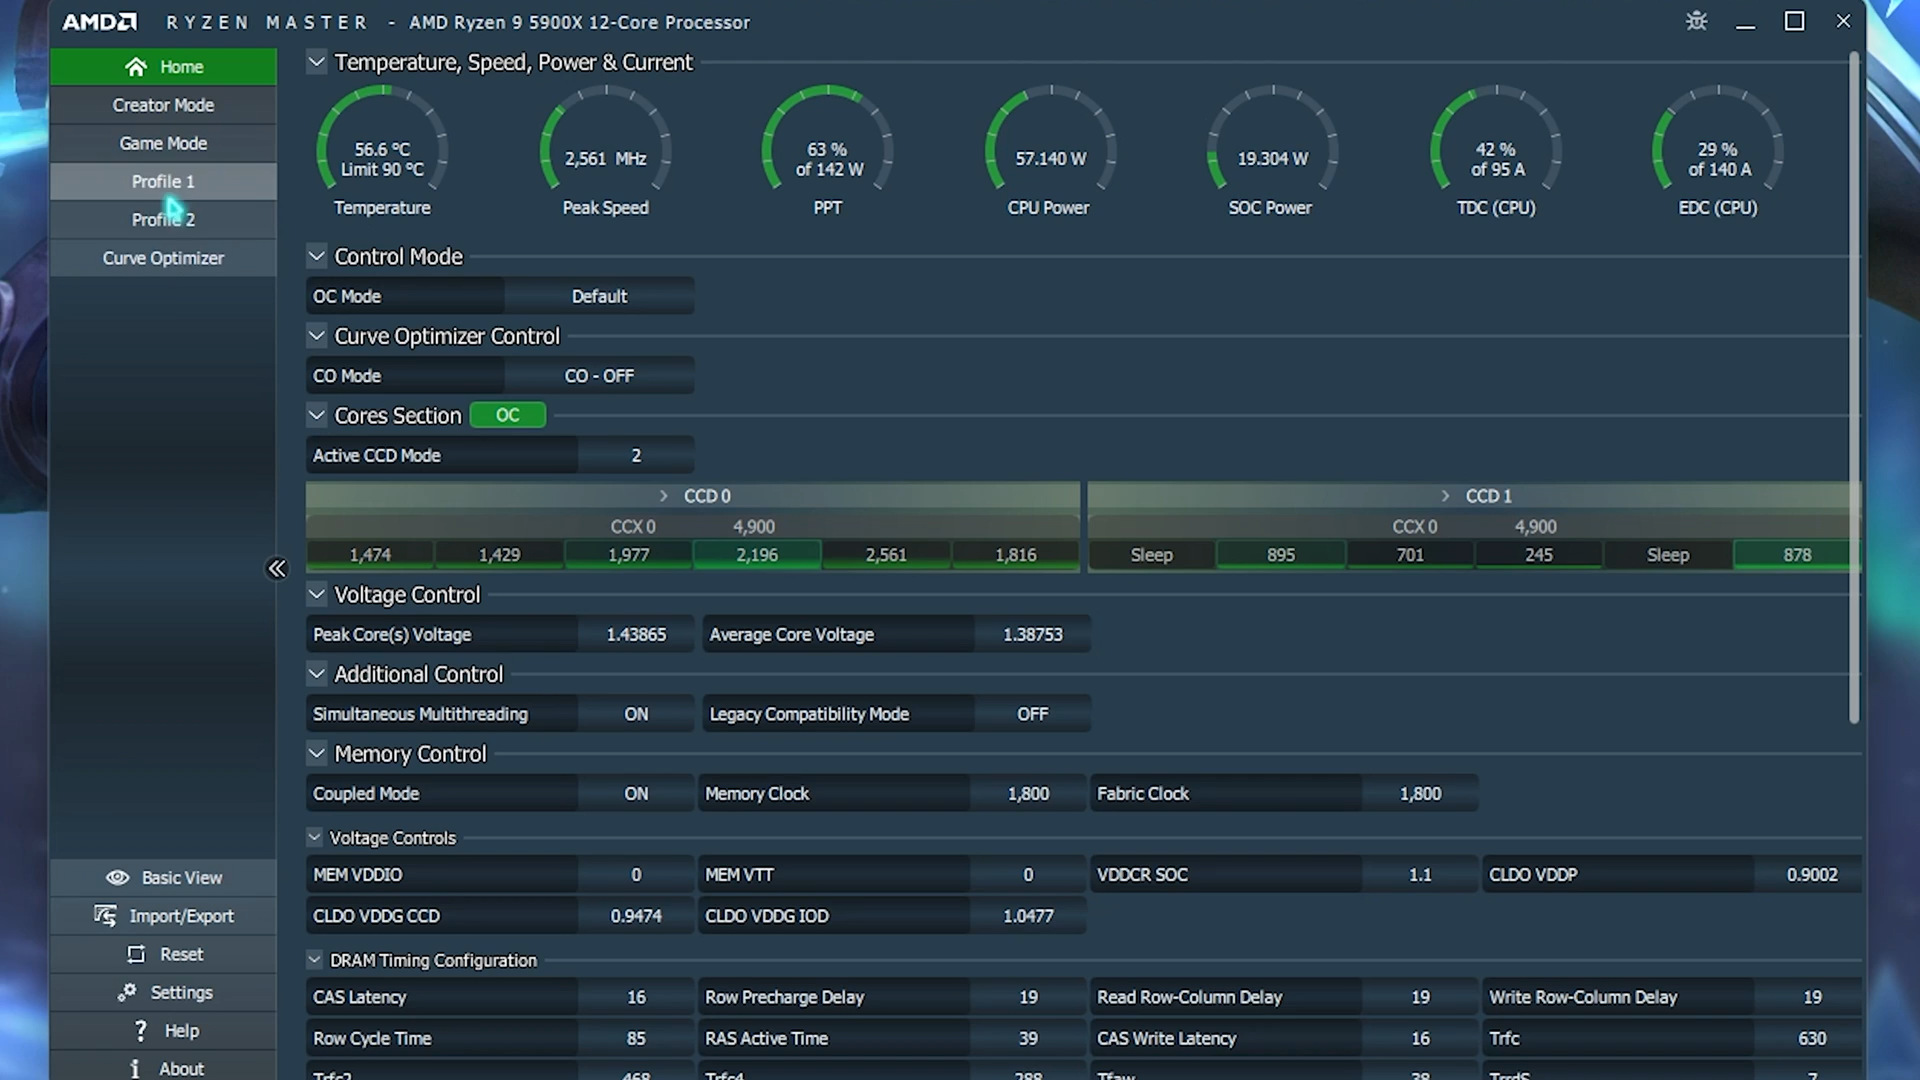 AMD RYZEN MASTER - AMD Ryzen 9 5900X 12-Core Processor
Home
Creator Mode
Game Mode
Profile 1
Profile 2
Curve Optimizer
Basic View
Import/Export
Reset
Settings
? Help
i About
Temperature, Speed, Power & Current
56.6 °C
Limit 90 °C
Temperature
2,561 MHz
Peak Speed
63 %
of 142 W
PPT
57.140 W
CPU Power
19.304 W
SOC Power
42 %
of 95 A
TDC (CPU)
29 %
of 140 A
EDC (CPU)
Control Mode
OC Mode Default
Curve Optimizer Control
CO Mode CO - OFF
Cores Section OC
Active CCD Mode 2
CCD 0 CCD 1
CCX 0 4,900 CCX 0 4,900
1,474 1,429 1,977 2,196 2,561 1,816 Sleep 895 701 245 Sleep 878
Voltage Control
Peak Core(s) Voltage 1.43865 Average Core Voltage 1.38753
Additional Control
Simultaneous Multithreading ON Legacy Compatibility Mode OFF
Memory Control
Coupled Mode ON Memory Clock 1,800 Fabric Clock 1,800
Voltage Controls
MEM VDDIO 0 MEM VTT 0 VDDCR SOC 1.1 CLDO VDDP 0.9002
CLDO VDDG CCD 0.9474 CLDO VDDG IOD 1.0477
DRAM Timing Configuration
CAS Latency 16 Row Precharge Delay 19 Read Row-Column Delay 19 Write Row-Column Delay 19
Row Cycle Time 85 RAS Active Time 39 CAS Write Latency 16 Trfc 630
Trfc2 468 Trfc4 288 Tfaw 38 TrrdS 7